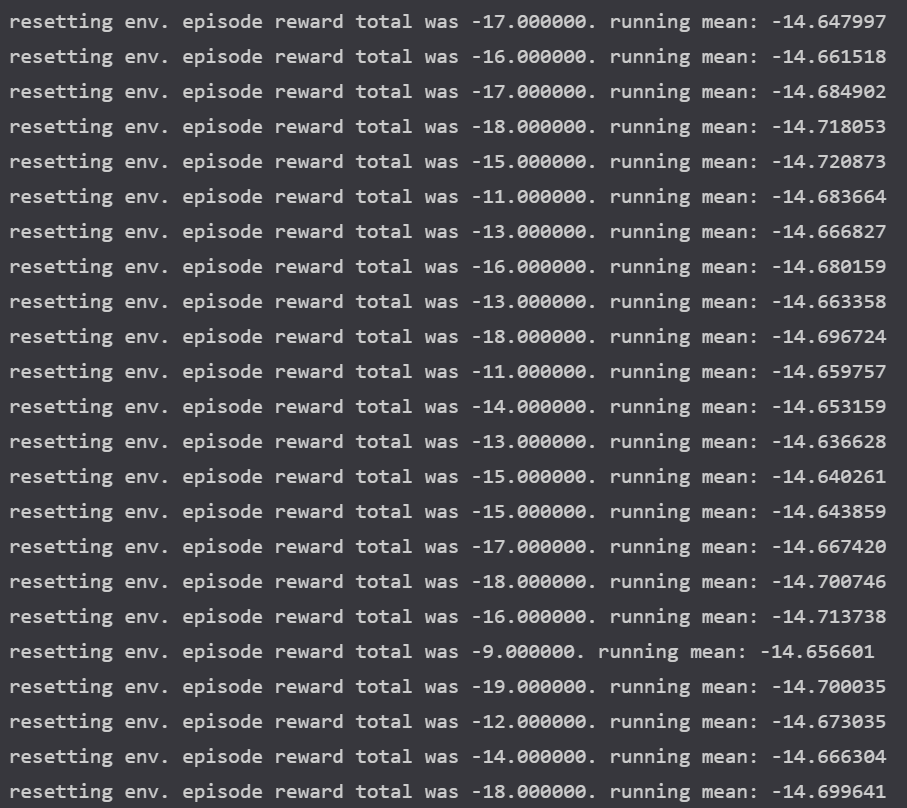 resetting env. episode reward total was -17.000000. running mean: -14.647997
resetting env. episode reward total was -16.000000. running mean: -14.661518
resetting env. episode reward total was -17.000000. running mean: -14.684902
resetting env. episode reward total was -18.000000. running mean: -14.718053
resetting env. episode reward total was -15.000000. running mean: -14.720873
resetting env. episode reward total was -11.000000. running mean: -14.683664
resetting env. episode reward total was -13.000000. running mean: -14.666827
resetting env. episode reward total was -16.000000. running mean: -14.680159
resetting env. episode reward total was -13.000000. running mean: -14.663358
resetting env. episode reward total was -18.000000. running mean: -14.696724
resetting env. episode reward total was -11.000000. running mean: -14.659757
resetting env. episode reward total was -14.000000. running mean: -14.653159
resetting env. episode reward total was -13.000000. running mean: -14.636628
resetting env. episode reward total was -15.000000. running mean: -14.640261
resetting env. episode reward total was -15.000000. running mean: -14.643859
resetting env. episode reward total was -17.000000. running mean: -14.667420
resetting env. episode reward total was -18.000000. running mean: -14.700746
resetting env. episode reward total was -16.000000. running mean: -14.713738
resetting env. episode reward total was -9.000000. running mean: -14.656601
resetting env. episode reward total was -19.000000. running mean: -14.700035
resetting env. episode reward total was -12.000000. running mean: -14.673035
resetting env. episode reward total was -14.000000. running mean: -14.666304
resetting env. episode reward total was -18.000000. running mean: -14.699641